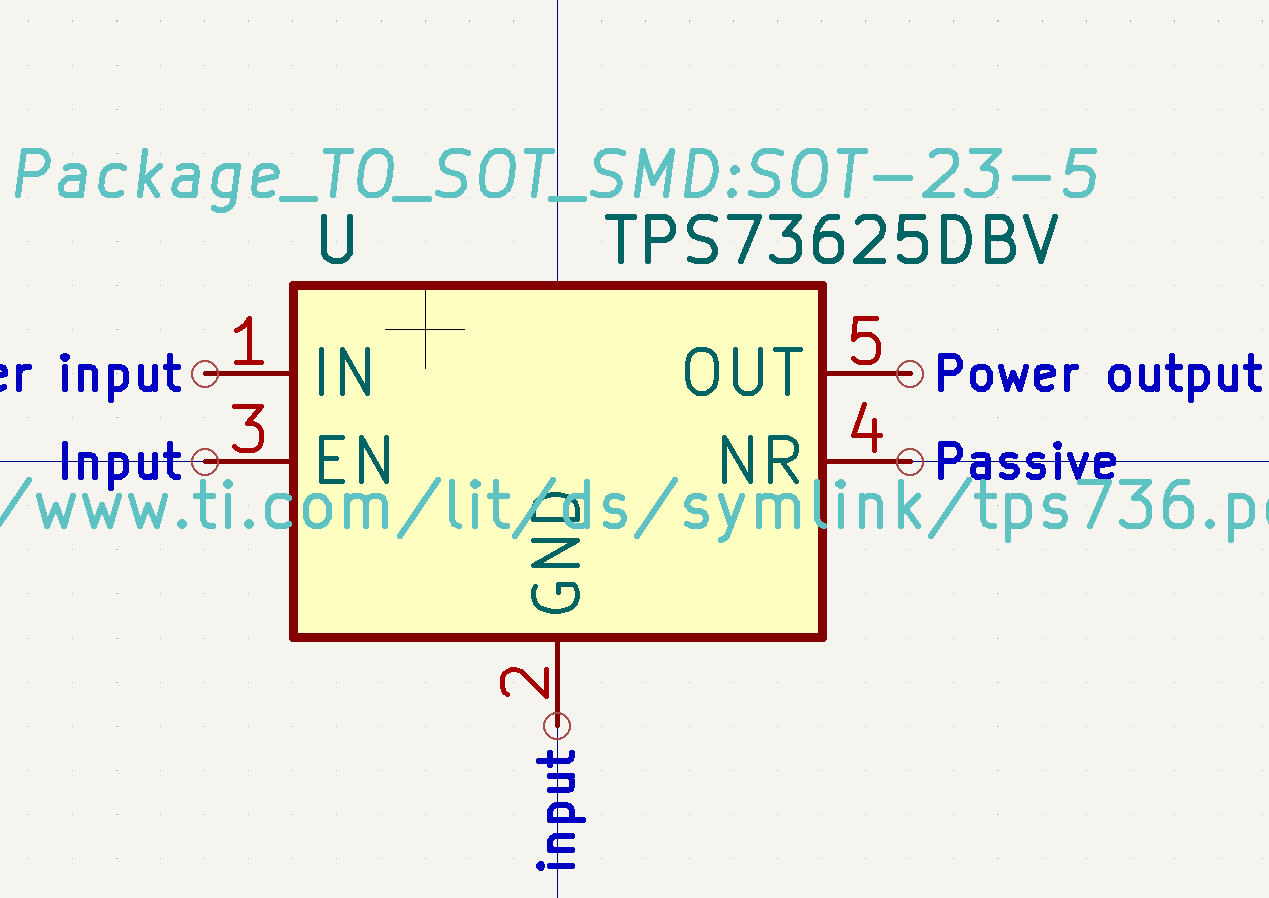 Package_TO_SOT_SMD:SOT-23-5
U TPS73625DBV
er input 1 IN OUT 5 Power output
Input 3 EN NR 4 Passive
/www.ti.com/lit/ds/symlink/tps736.p
GND
2
input